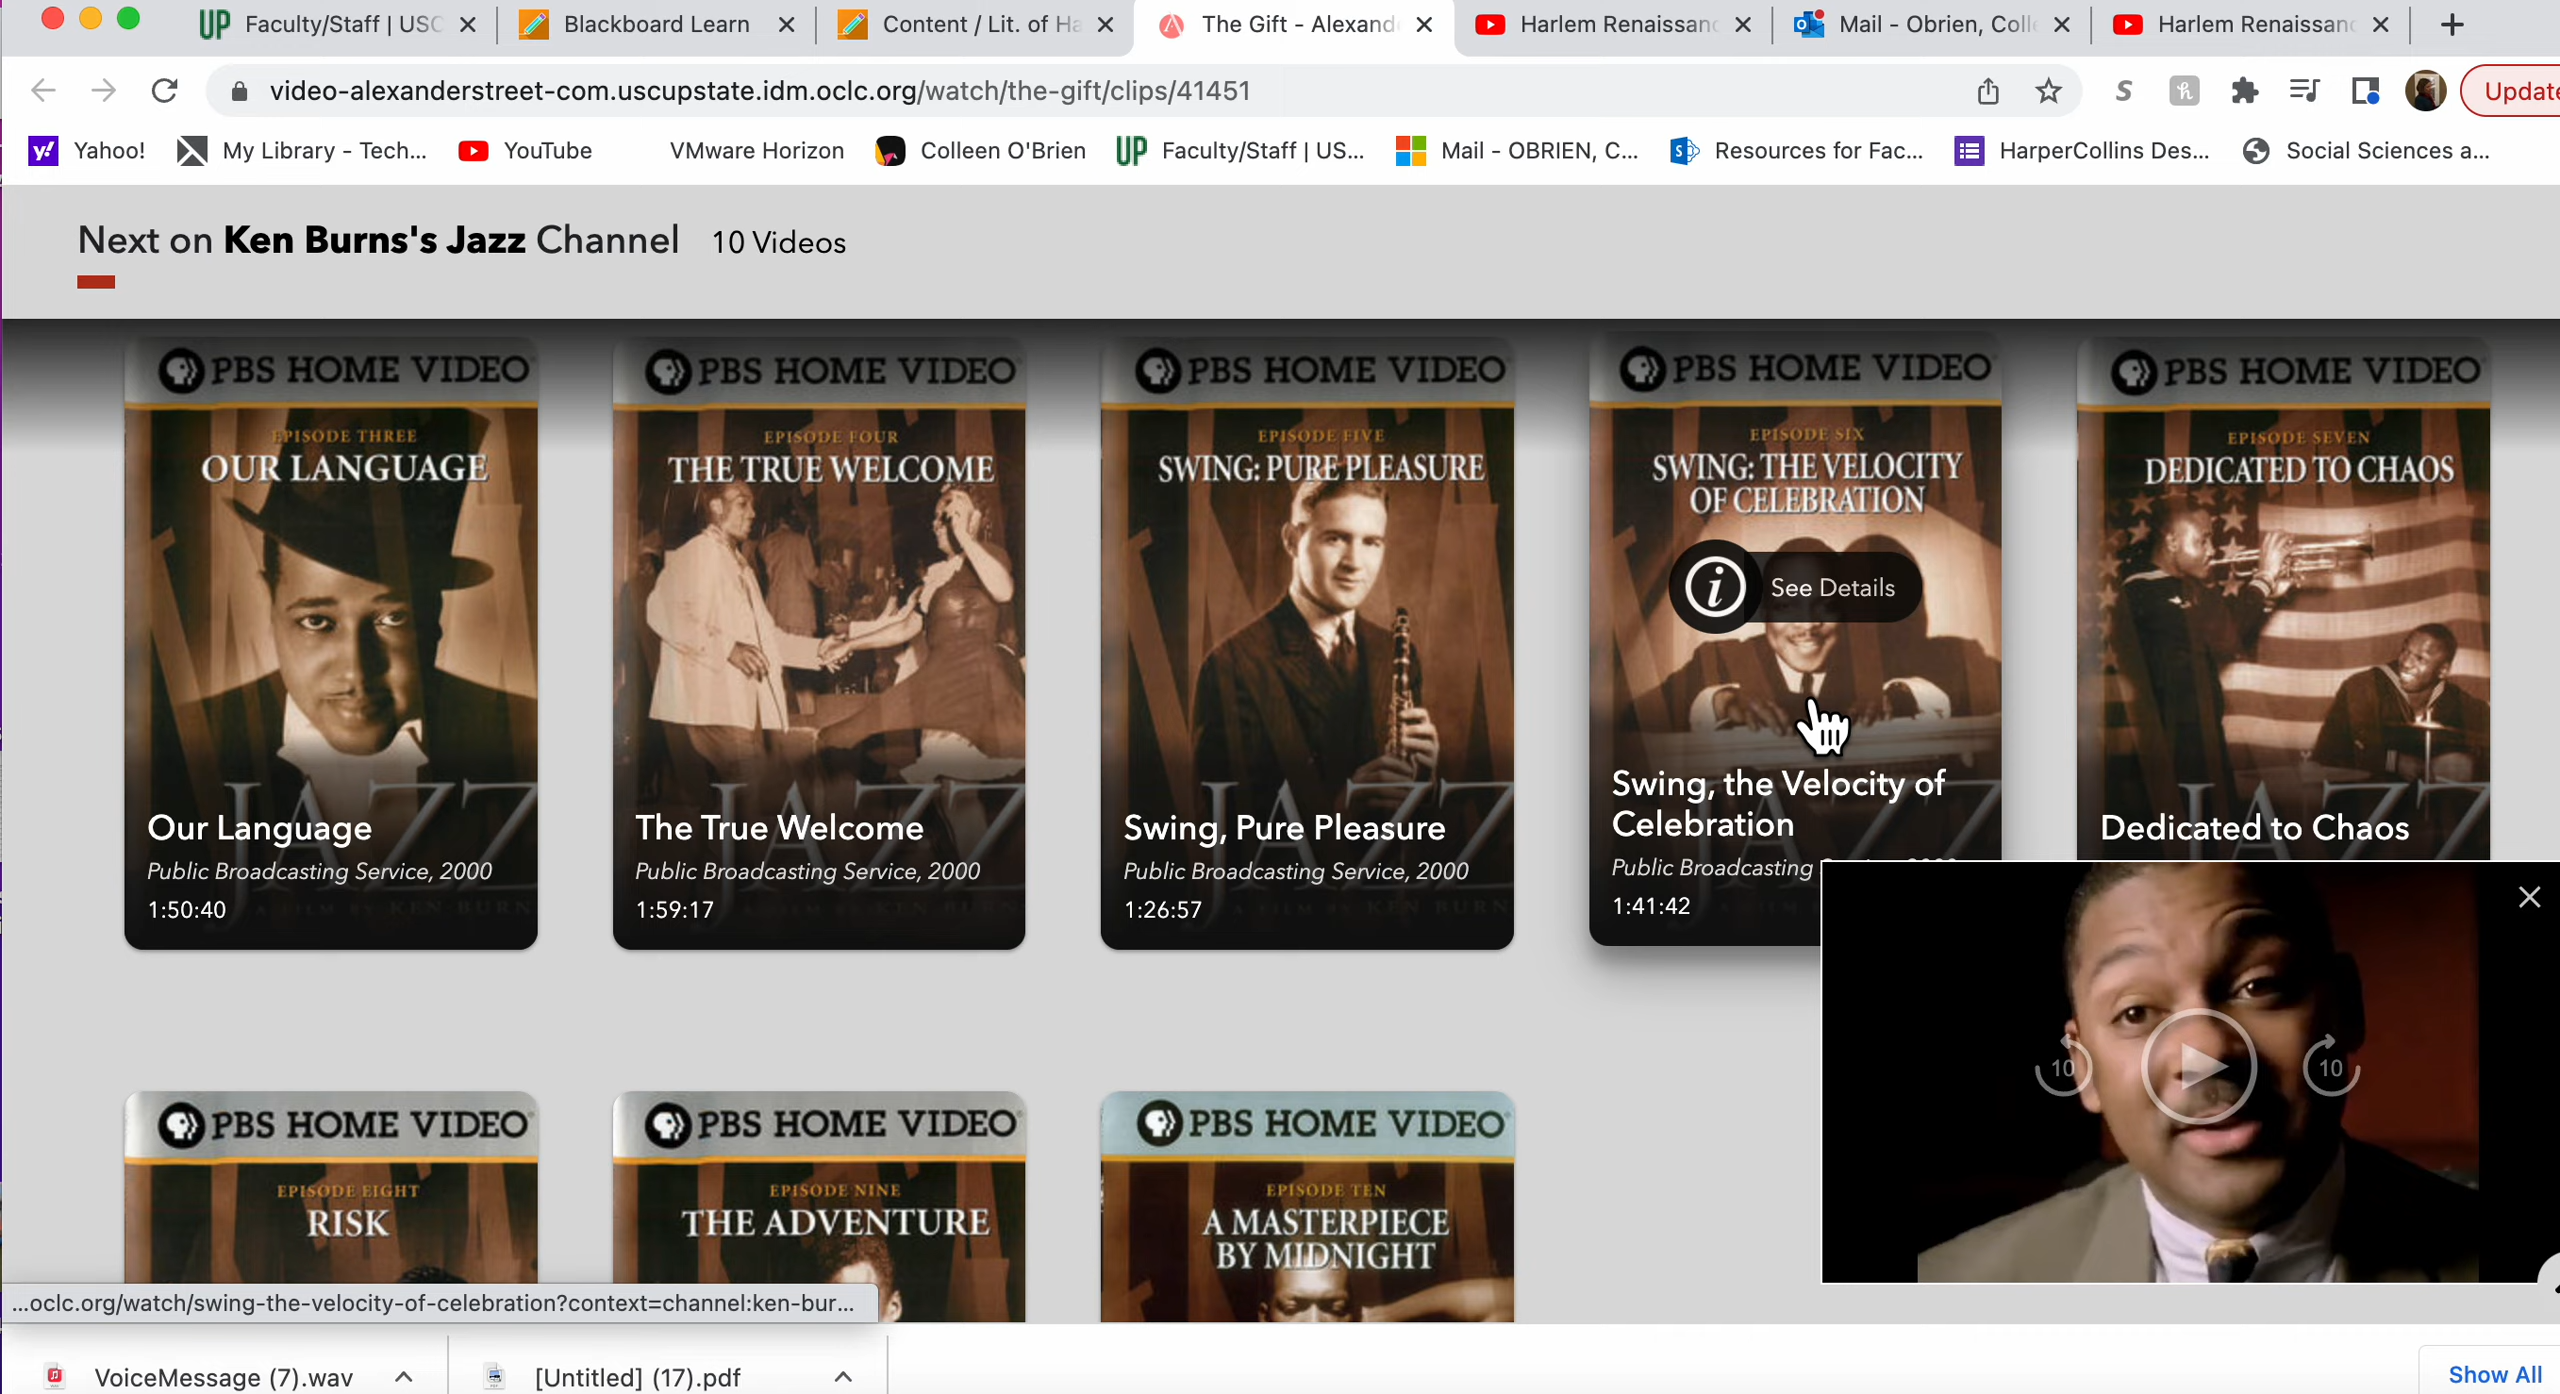 Faculty/Staff | USC
Blackboard Learn
Content / Lit. of Ha
The Gift - Alexand
Harlem Renaissanc
Mail - Obrien, Coll
Harlem Renaissanc
video-alexanderstreet-com.uscupstate.idm.oclc.org/watch/the-gift/clips/41451
Update
Yahoo!
My Library - Tech...
YouTube
VMware Horizon
Colleen O'Brien
UP Faculty/Staff | US...
Mail - OBRIEN, C...
Resources for Fac...
HarperCollins Des...
Social Sciences a...
Next on Ken Burns's Jazz Channel 10 Videos
PBS HOME VIDEO
EPISODE THREE
OUR LANGUAGE
JAZZ
Our Language
Public Broadcasting Service, 2000
1:50:40
PBS HOME VIDEO
EPISODE FOUR
THE TRUE WELCOME
JAZZ
The True Welcome
Public Broadcasting Service, 2000
1:59:17
PBS HOME VIDEO
EPISODE FIVE
SWING: PURE PLEASURE
JAZZ
Swing, Pure Pleasure
Public Broadcasting Service, 2000
1:26:57
PBS HOME VIDEO
EPISODE SIX
SWING: THE VELOCITY
OF CELEBRATION
See Details
Swing, the Velocity of
Celebration
Public Broadcasting
1:41:42
PBS HOME VIDEO
EPISODE SEVEN
DEDICATED TO CHAOS
JAZZ
Dedicated to Chaos
10
10
PBS HOME VIDEO
EPISODE EIGHT
RISK
PBS HOME VIDEO
EPISODE NINE
THE ADVENTURE
PBS HOME VIDEO
EPISODE TEN
A MASTERPIECE
BY MIDNIGHT
...oclc.org/watch/swing-the-velocity-of-celebration?context=channel:ken-bur...
VoiceMessage (7).wav
[Untitled] (17).pdf
Show All